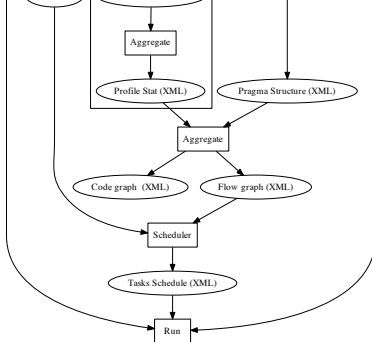 Aggregate
Profile Stat (XML)
Pragma Structure (XML)
Aggregate
Code graph (XML)
Flow graph (XML)
Scheduler
Tasks Schedule (XML)
Run